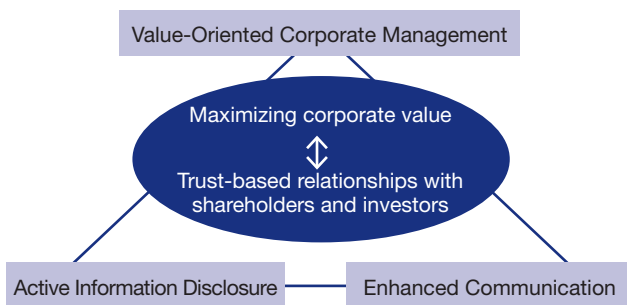 Value-Oriented Corporate Management
Maximizing corporate value
Trust-based relationships with
shareholders and investors
Active Information Disclosure
Enhanced Communication